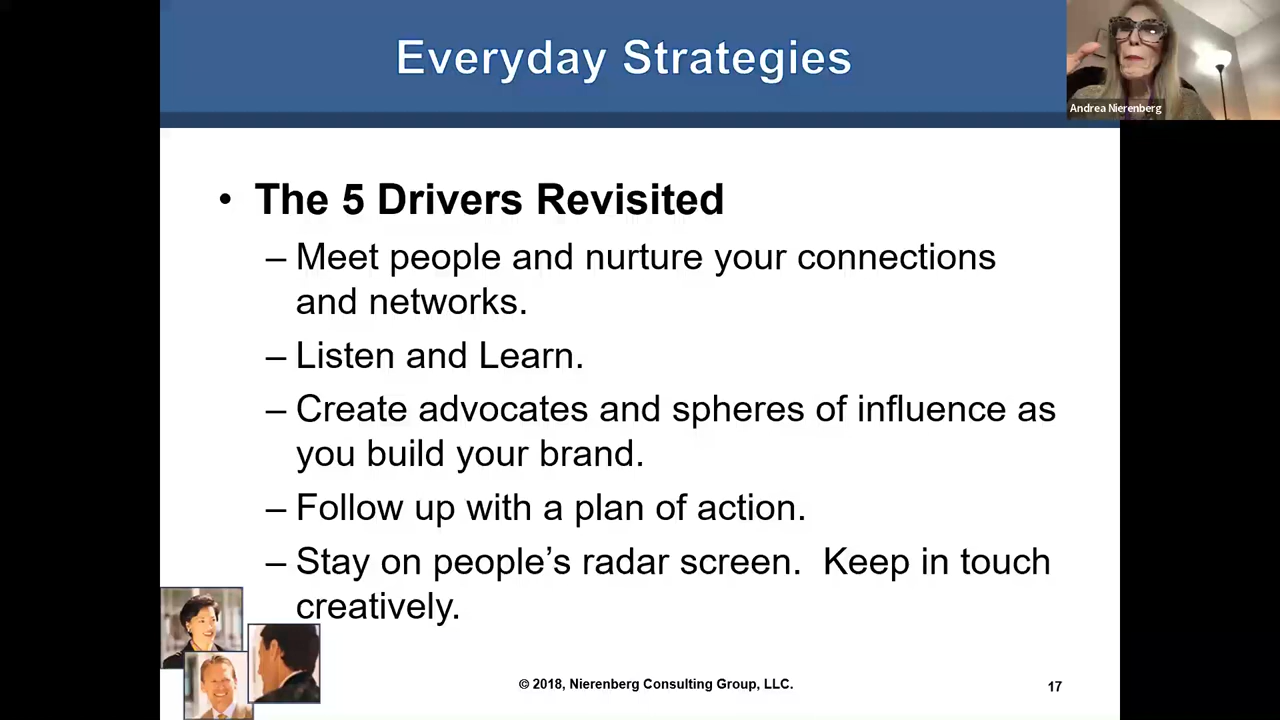 Everyday Strategies
Andrea Nierenberg
• The 5 Drivers Revisited
– Meet people and nurture your connections
and networks.
– Listen and Learn.
– Create advocates and spheres of influence as
you build your brand.
– Follow up with a plan of action.
– Stay on people’s radar screen.  Keep in touch
creatively.
© 2018, Nierenberg Consulting Group, LLC.
17